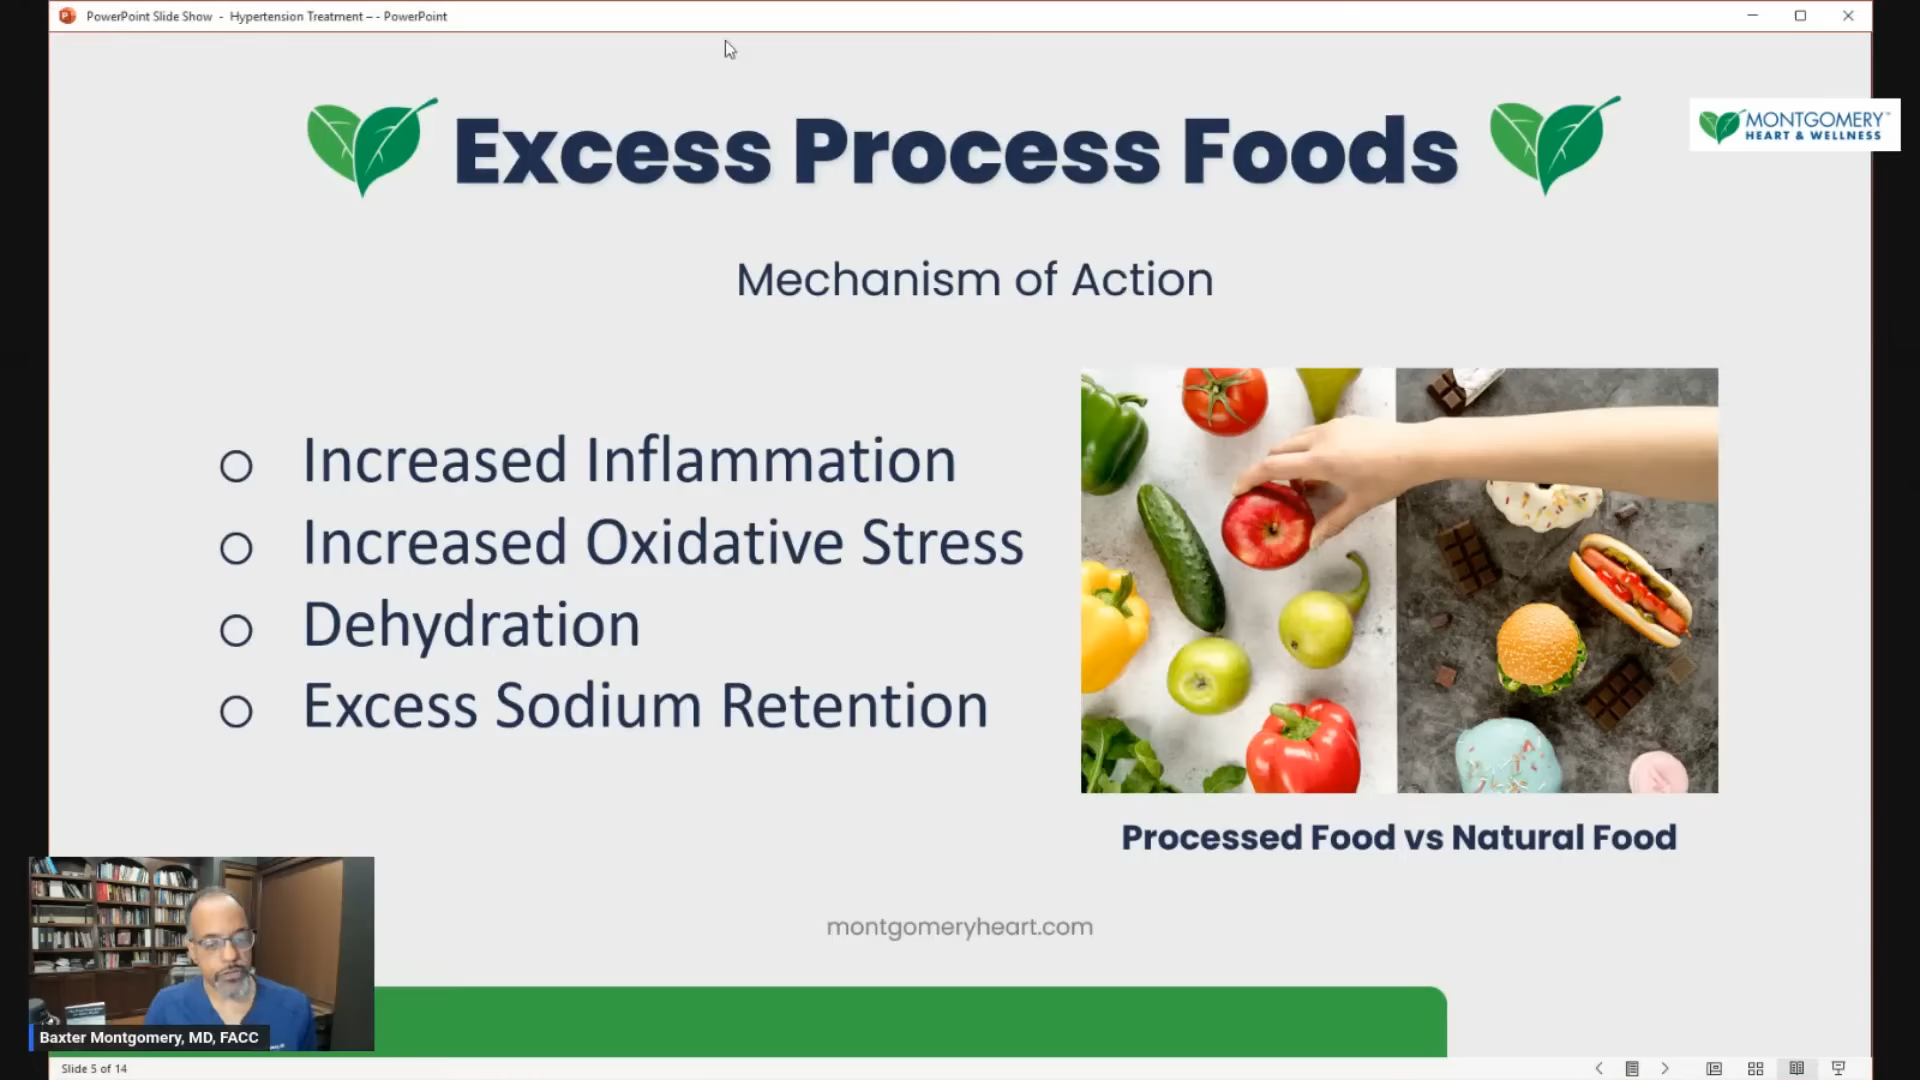 PowerPoint Slide Show - Hypertension Treatment – - PowerPoint
Excess Process Foods
MONTGOMERY™
HEART & WELLNESS
Mechanism of Action
Increased Inflammation
Increased Oxidative Stress
Dehydration
Excess Sodium Retention
Processed Food vs Natural Food
montgomeryheart.com
Baxter Montgomery, MD, FACC
Slide 5 of 14